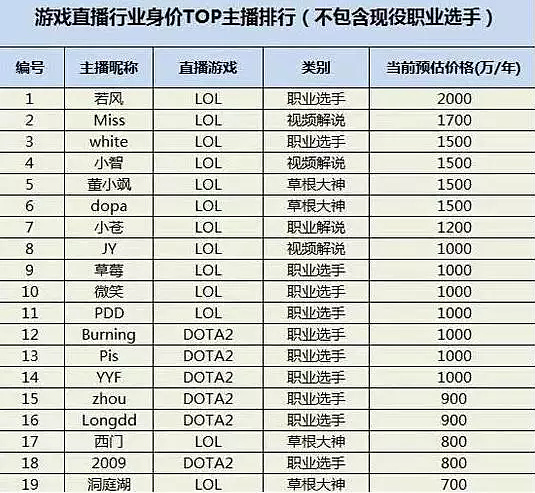 游戏直播行业身价TOP主播排行（不包含现役职业选手）
编号 主播昵称 直播游戏 类别 当前预估价格(万/年)
1 若风 LOL 职业选手 2000
2 Miss LOL 视频解说 1700
3 white LOL 职业选手 1500
4 小智 LOL 视频解说 1500
5 董小飒 LOL 草根大神 1500
6 dopa LOL 草根大神 1500
7 小苍 LOL 职业解说 1200
8 JY LOL 视频解说 1000
9 草莓 LOL 职业选手 1000
10 微笑 LOL 职业选手 1000
11 PDD LOL 职业选手 1000
12 Burning DOTA2 职业选手 1000
13 Pis DOTA2 职业选手 1000
14 YYF DOTA2 职业选手 1000
15 zhou DOTA2 职业选手 900
16 Longdd DOTA2 职业选手 900
17 西门 LOL 草根大神 800
18 2009 DOTA2 职业选手 800
19 洞庭湖 LOL 草根大神 700